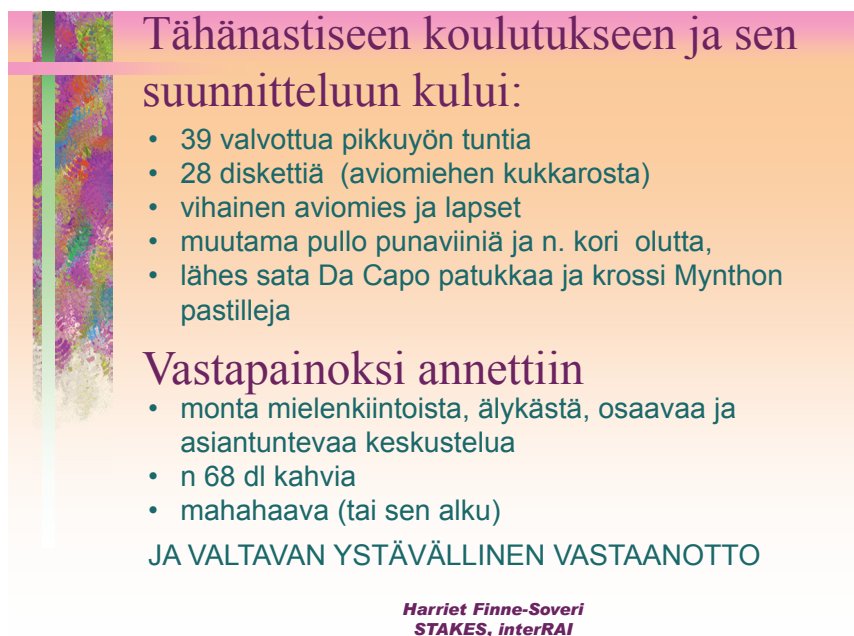 Tähänastiseen koulutukseen ja sen
suunnitteluun kului:
• 39 valvottua pikkuyön tuntia
• 28 diskettiä (aviomiehen kukkarosta)
• vihainen aviomies ja lapset
• muutama pullo punaviiniä ja n. kori olutta,
• lähes sata Da Capo patukkaa ja krossi Mynthon
pastilleja
Vastapainoksi annettiin
• monta mielenkiintoista, älykästä, osaavaa ja
asiantuntevaa keskustelua
• n 68 dl kahvia
• mahahaava (tai sen alku)
JA VALTAVAN YSTÄVÄLLINEN VASTAANOTTO
Harriet Finne-Soveri
STAKES, interRAI